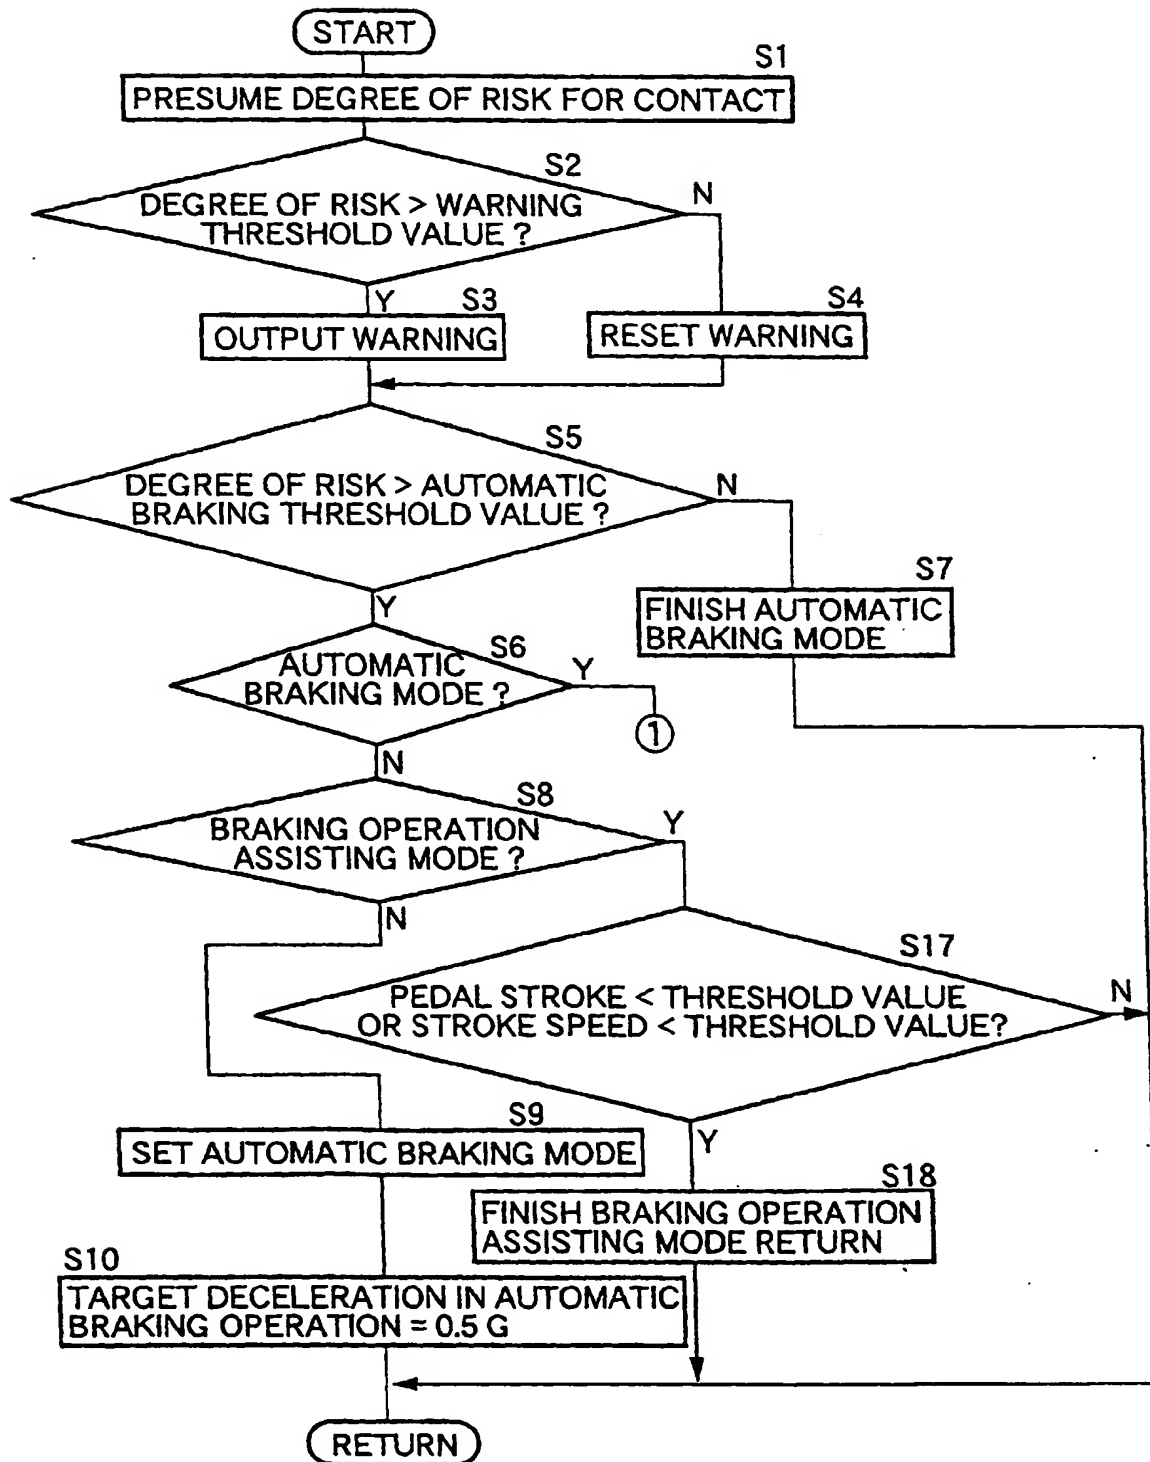 START
S1
PRESUME DEGREE OF RISK FOR CONTACT
S2
DEGREE OF RISK > WARNING
THRESHOLD VALUE ?
N
Y
S3
OUTPUT WARNING
S4
RESET WARNING
S5
DEGREE OF RISK > AUTOMATIC
BRAKING THRESHOLD VALUE ?
N
Y
S7
FINISH AUTOMATIC
BRAKING MODE
S6
AUTOMATIC
BRAKING MODE ?
Y
1
N
S8
BRAKING OPERATION
ASSISTING MODE ?
Y
N
S17
PEDAL STROKE < THRESHOLD VALUE
OR STROKE SPEED < THRESHOLD VALUE?
N
Y
S9
SET AUTOMATIC BRAKING MODE
S18
FINISH BRAKING OPERATION
ASSISTING MODE RETURN
S10
TARGET DECELERATION IN AUTOMATIC
BRAKING OPERATION = 0.5 G
RETURN